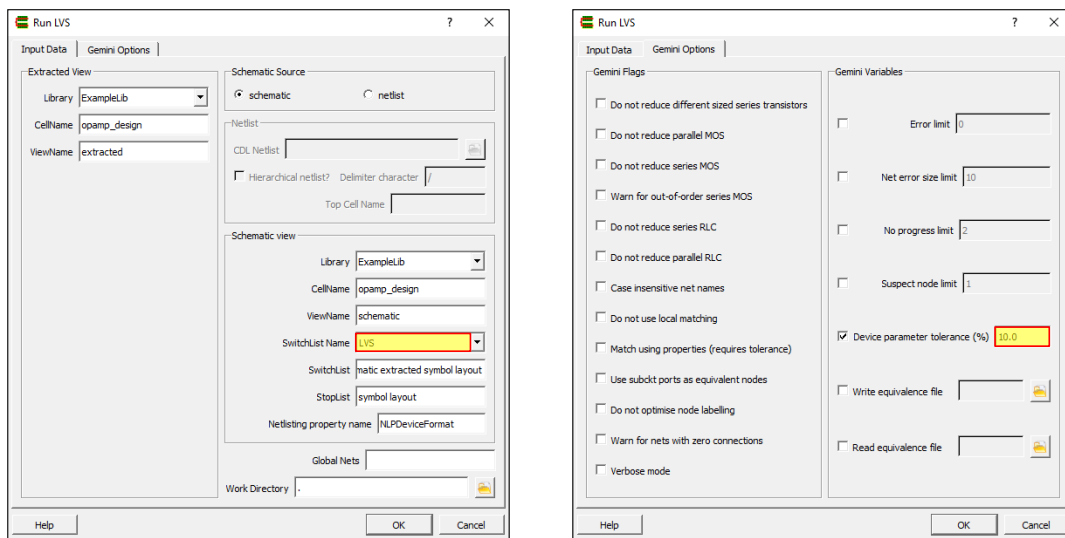 Run LVS
?
Input Data
Gemini Options
Extracted View
Library
ExampleLib
CellName
opamp_design
ViewName
extracted
Schematic Source
schematic
netlist
Netlist
CDL Netlist
Hierarchical netlist?
Delimiter character
/
Top Cell Name
Schematic view
Library
ExampleLib
CellName
opamp_design
ViewName
schematic
SwitchList Name
LVS
SwitchList
matic extracted symbol layout
StopList
symbol layout
Netlisting property name
NLPDeviceFormat
Global Nets
Work Directory
.
Help
OK
Cancel
Run LVS
?
Input Data
Gemini Options
Gemini Flags
Do not reduce different sized series transistors
Do not reduce parallel MOS
Do not reduce series MOS
Warn for out-of-order series MOS
Do not reduce series RLC
Do not reduce parallel RLC
Case insensitive net names
Do not use local matching
Match using properties (requires tolerance)
Use subckt ports as equivalent nodes
Do not optimise node labelling
Warn for nets with zero connections
Verbose mode
Gemini Variables
Error limit
0
Net error size limit
10
No progress limit
2
Suspect node limit
1
Device parameter tolerance (%)
10.0
Write equivalence file
Read equivalence file
Help
OK
Cancel